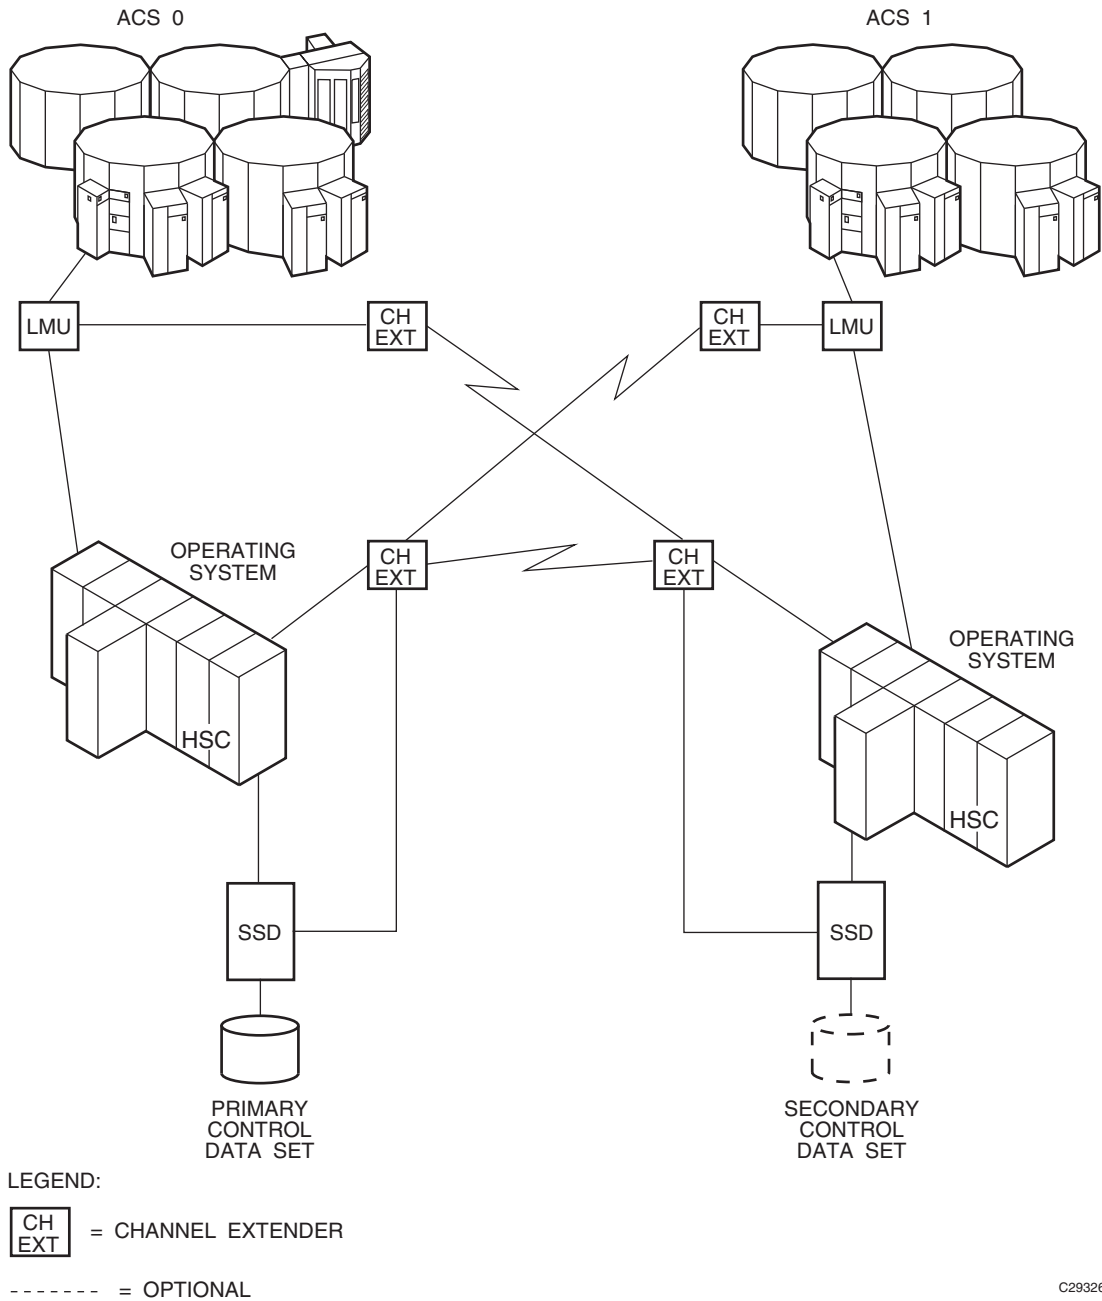 ACS 0
ACS 1
LMU
CH
EXT
CH
EXT
LMU
OPERATING
SYSTEM
CH
EXT
CH
EXT
OPERATING
SYSTEM
HSC
HSC
SSD
SSD
PRIMARY
CONTROL
DATA SET
SECONDARY
CONTROL
DATA SET
LEGEND:
CH
EXT
= CHANNEL EXTENDER
------- = OPTIONAL
C29326